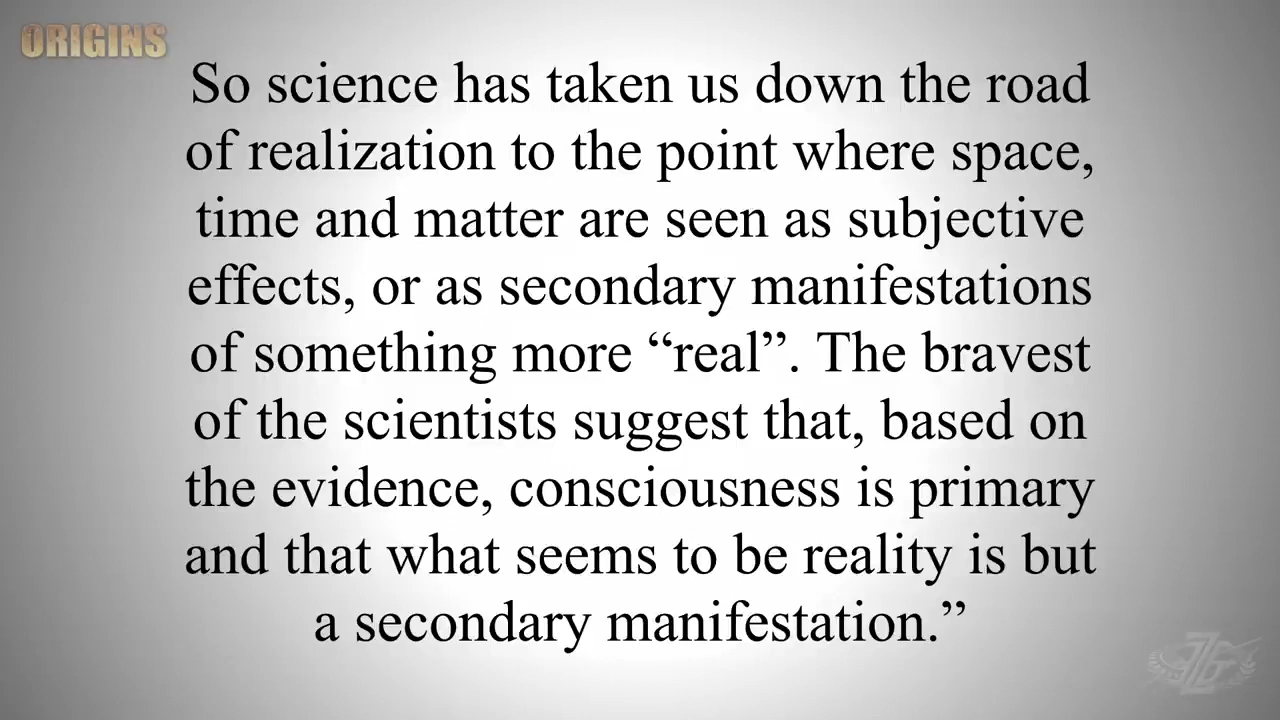 ORIGINS
So science has taken us down the road
of realization to the point where space,
time and matter are seen as subjective
effects, or as secondary manifestations
of something more “real”. The bravest
of the scientists suggest that, based on
the evidence, consciousness is primary
and that what seems to be reality is but
a secondary manifestation.”